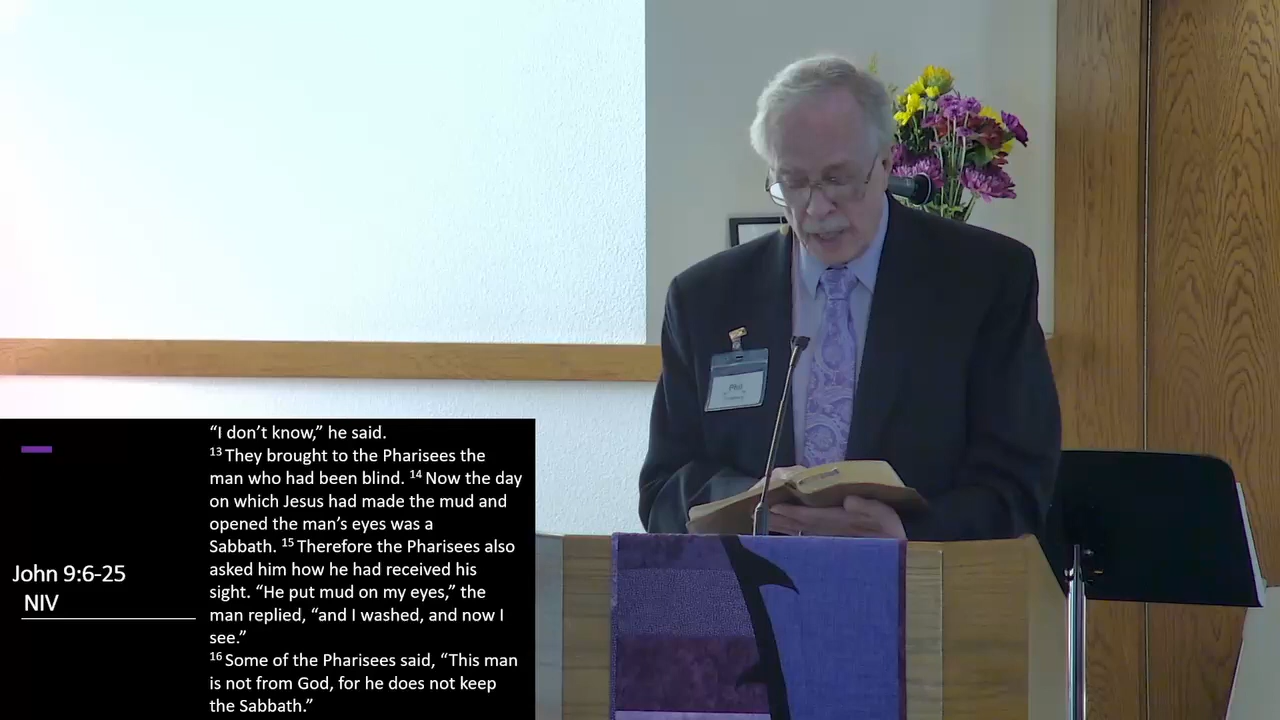 "I don't know," he said.
13 They brought to the Pharisees the
man who had been blind. 14 Now the day
on which Jesus had made the mud and
opened the man's eyes was a
Sabbath. 15 Therefore the Pharisees also
asked him how he had received his
sight. "He put mud on my eyes," the
man replied, "and I washed, and now I
see."
16 Some of the Pharisees said, "This man
is not from God, for he does not keep
the Sabbath."
John 9:6-25
NIV
Phil